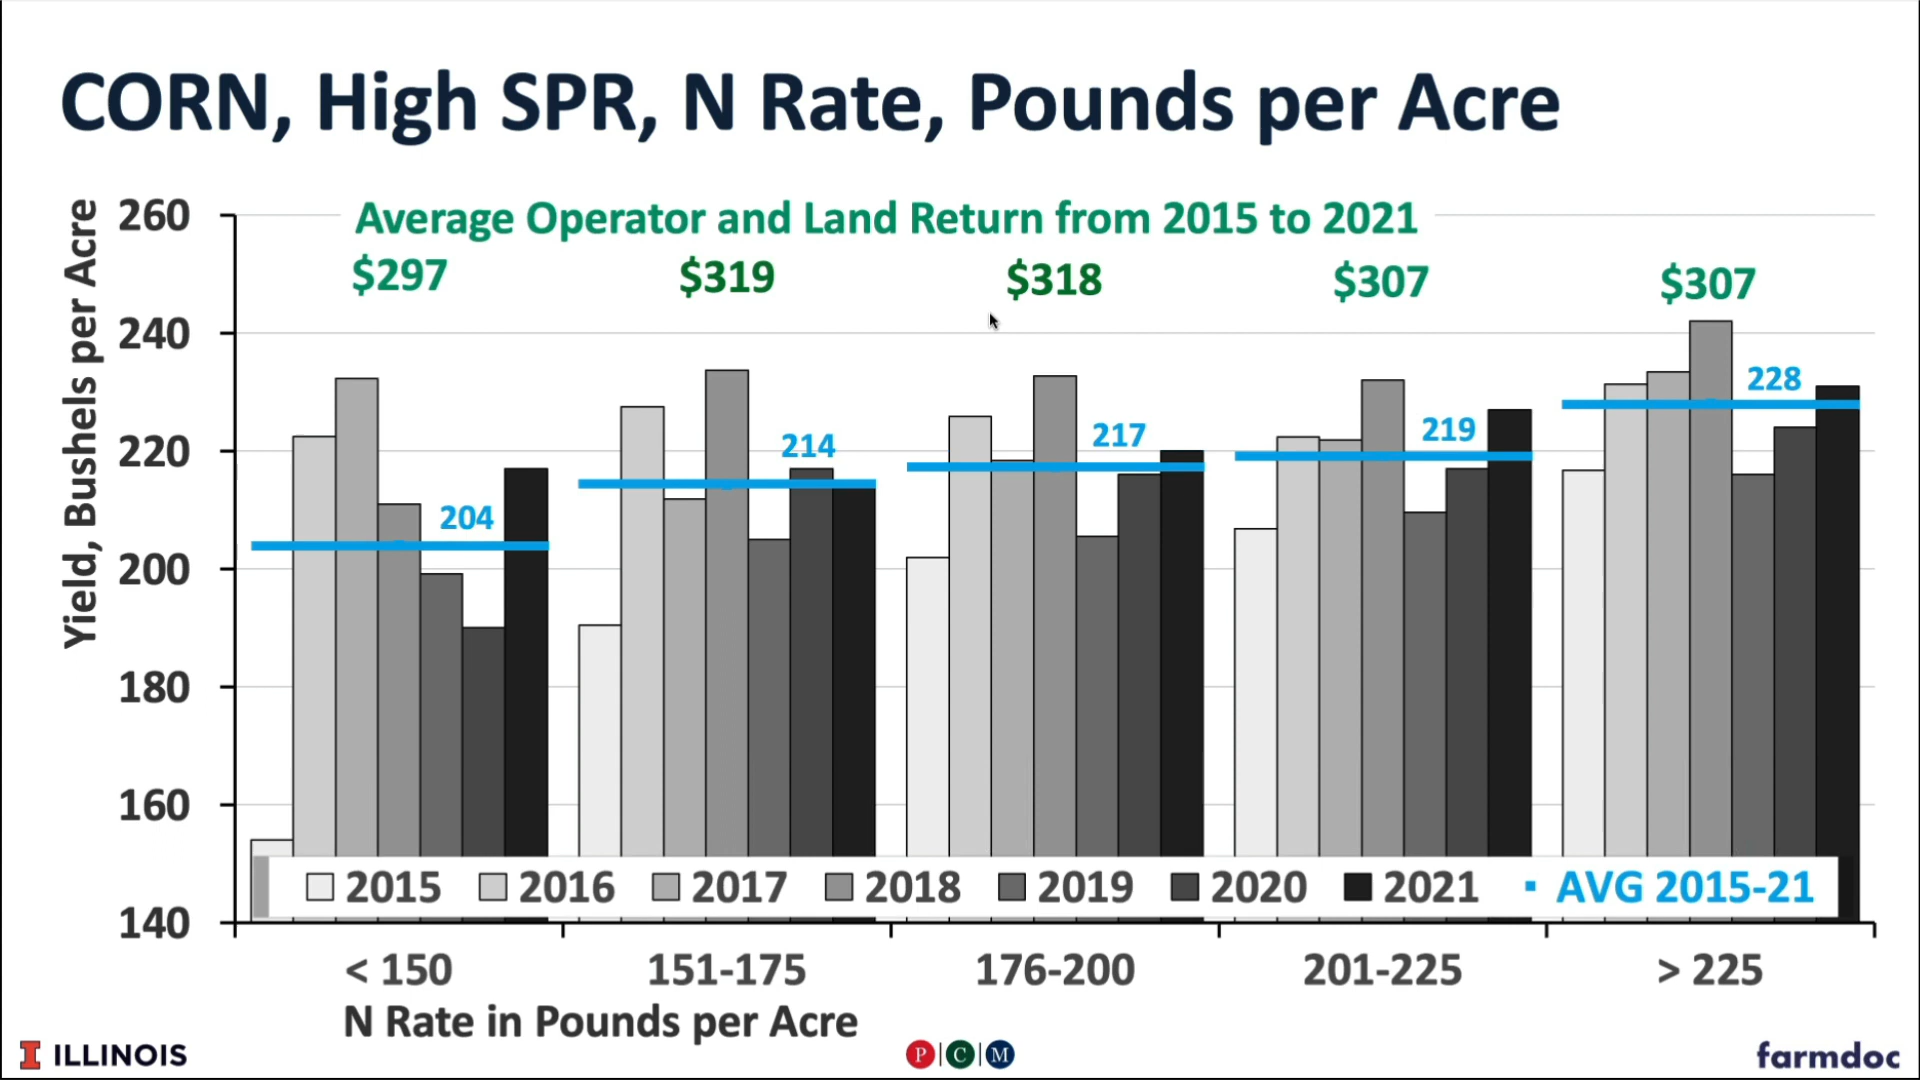 CORN, High SPR, N Rate, Pounds per Acre
Average Operator and Land Return from 2015 to 2021
$297 $319 $318 $307 $307
Yield, Bushels per Acre
260
240
220
200
180
160
140
204
214
217
219
228
2015 2016 2017 2018 2019 2020 2021 AVG 2015-21
< 150 151-175 176-200 201-225 > 225
N Rate in Pounds per Acre
I ILLINOIS
P|C|M
farmdoc